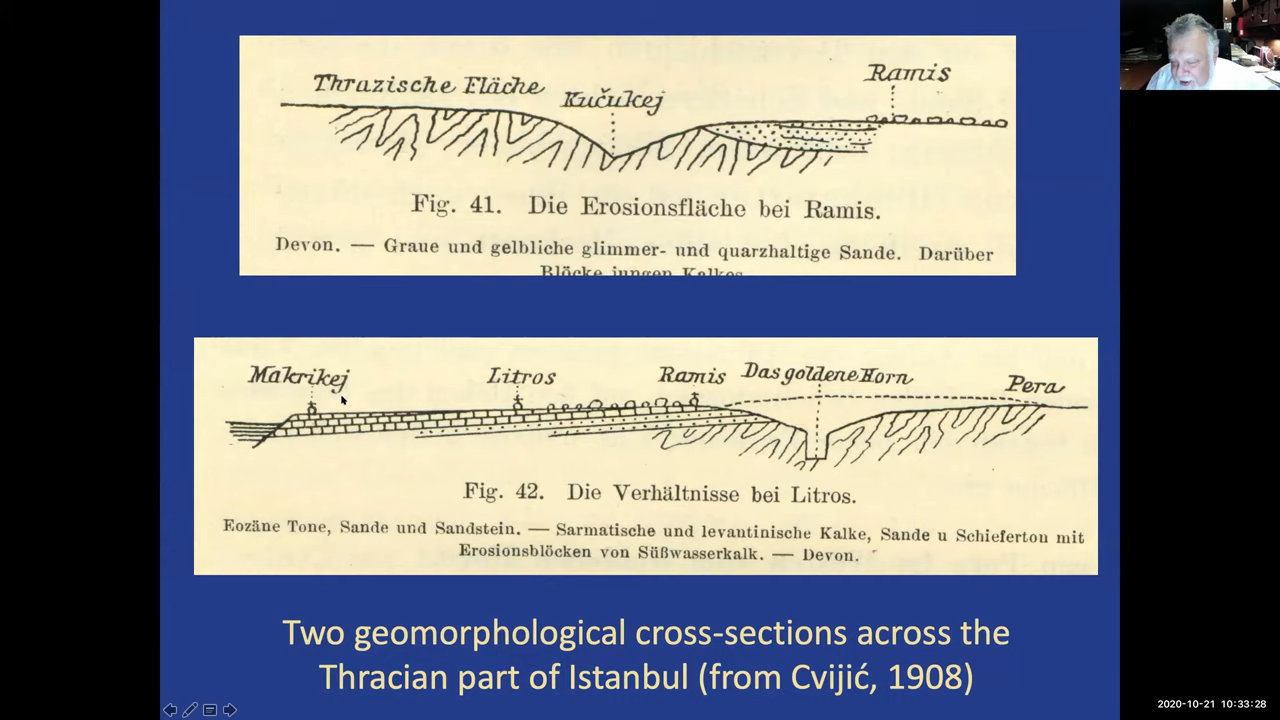 Thrazische Fläche
Kučukej
Ramis
Fig. 41. Die Erosionsfläche bei Ramis.
Devon. — Graue und gelbliche glimmer- und quarzhaltige Sande. Darüber
Blöcke jungen Kalkes
Makrikej
Litros
Ramis
Das goldene Horn
Pera
Fig. 42. Die Verhältnisse bei Litros.
Eozäne Tone, Sande und Sandstein. — Sarmatische und levantinische Kalke, Sande u Schieferton mit
Erosionsblöcken von Süßwasserkalk. — Devon.
Two geomorphological cross-sections across the
Thracian part of Istanbul (from Cvijić, 1908)
2020-10-21 10:33:28